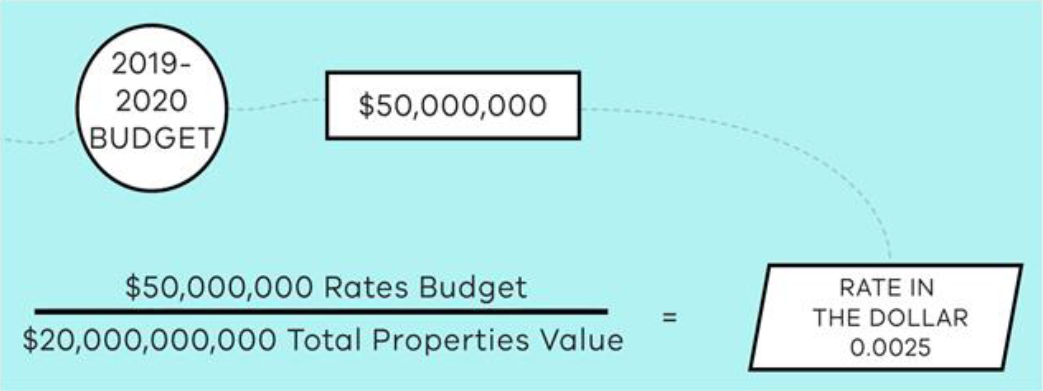 2019-
2020
BUDGET
$50,000,000
$50,000,000 Rates Budget
$20,000,000,000 Total Properties Value
=
RATE IN
THE DOLLAR
0.0025